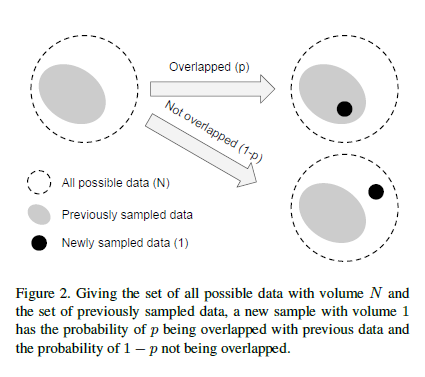 Overlapped (p)
Not overlapped (1-p)
All possible data (N)
Previously sampled data
Newly sampled data (1)
Figure 2. Giving the set of all possible data with volume N and
the set of previously sampled data, a new sample with volume 1
has the probability of p being overlapped with previous data and
the probability of 1 − p not being overlapped.